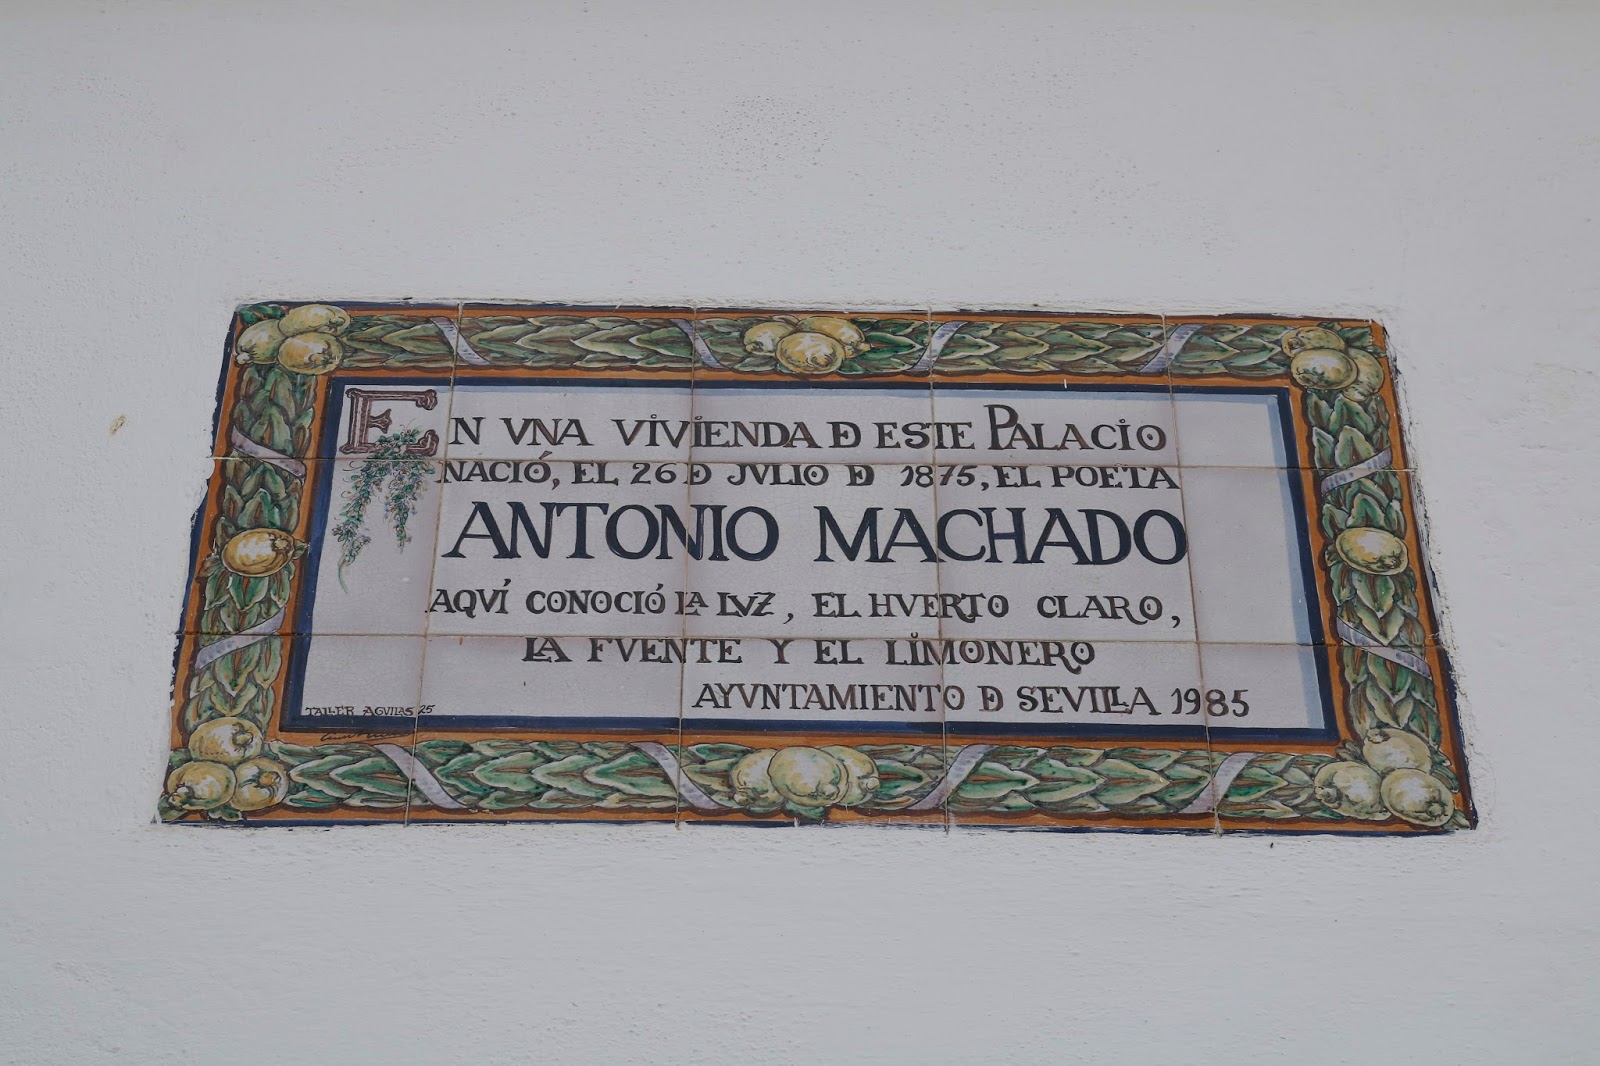 EN VNA VIVIENDA D ESTE PALACIO
NACIÓ, EL 26 D JVLIO D 1875, EL POETA
ANTONIO MACHADO
AQVÍ CONOCIÓ LA LVZ, EL HVERTO CLARO,
LA FVENTE Y EL LIMONERO
AYVNTAMIENTO D SEVILLA 1985
TALLER AGVILAS 25